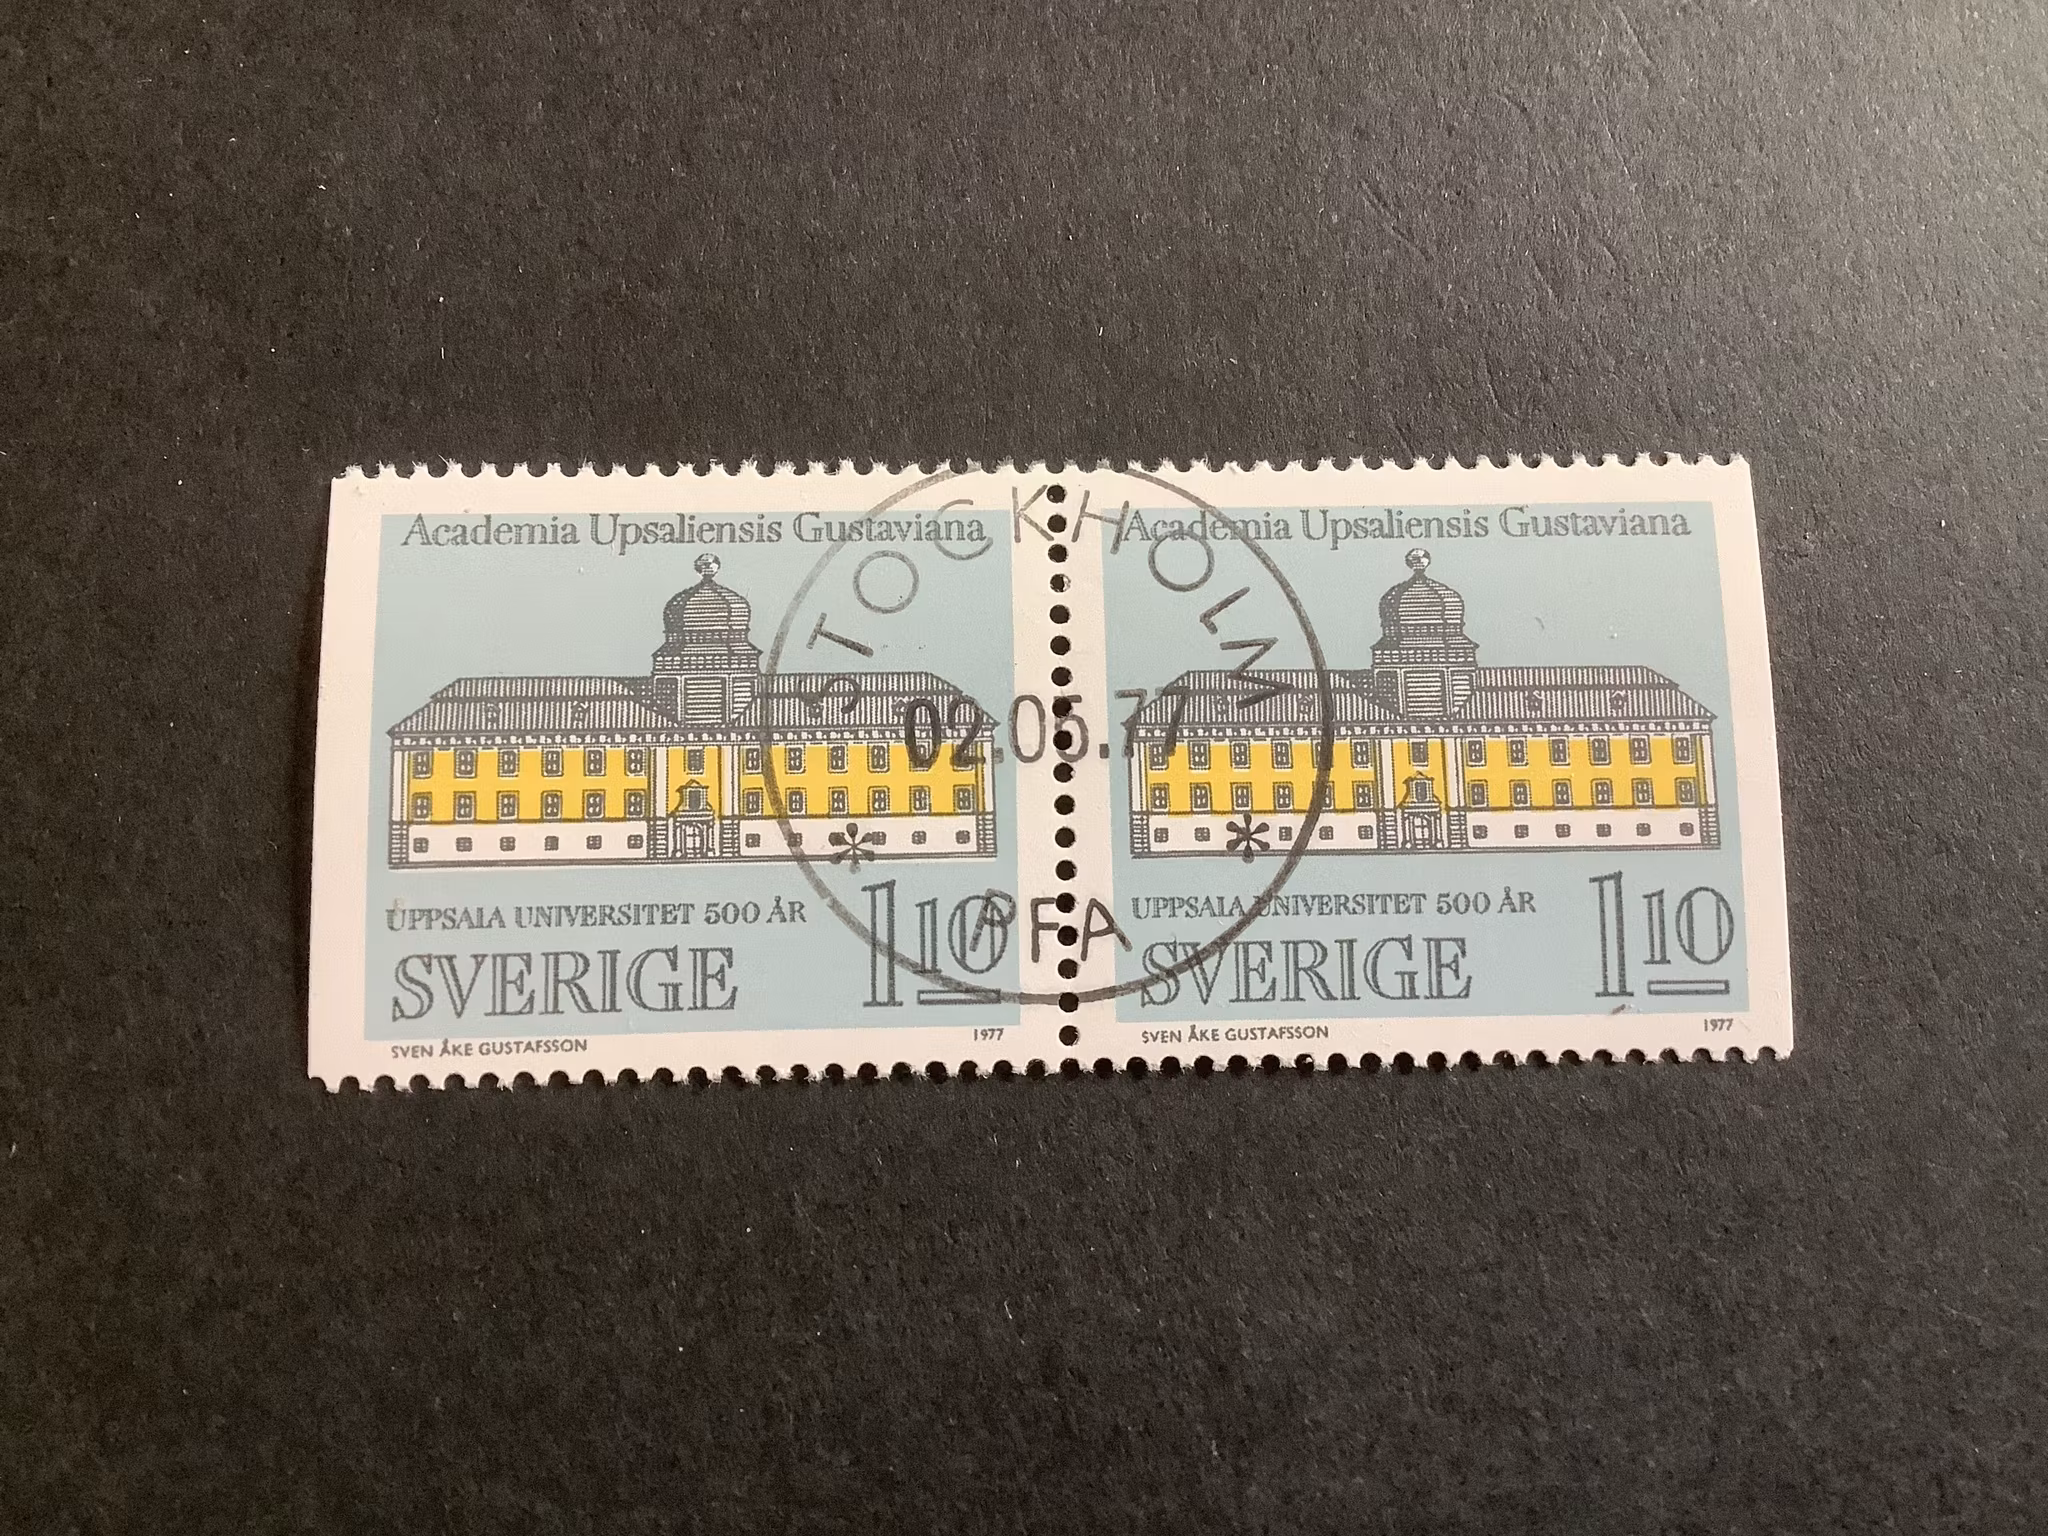 Academia Upsaliensis Gustaviana
UPPSALA UNIVERSITET 500 ÅR
SVERIGE 1 10
SVEN ÅKE GUSTAFSSON 1977
Academia Upsaliensis Gustaviana
UPPSALA UNIVERSITET 500 ÅR
SVERIGE 1 10
SVEN ÅKE GUSTAFSSON 1977
STOCKHOLM
02.05.77
* *
PFA